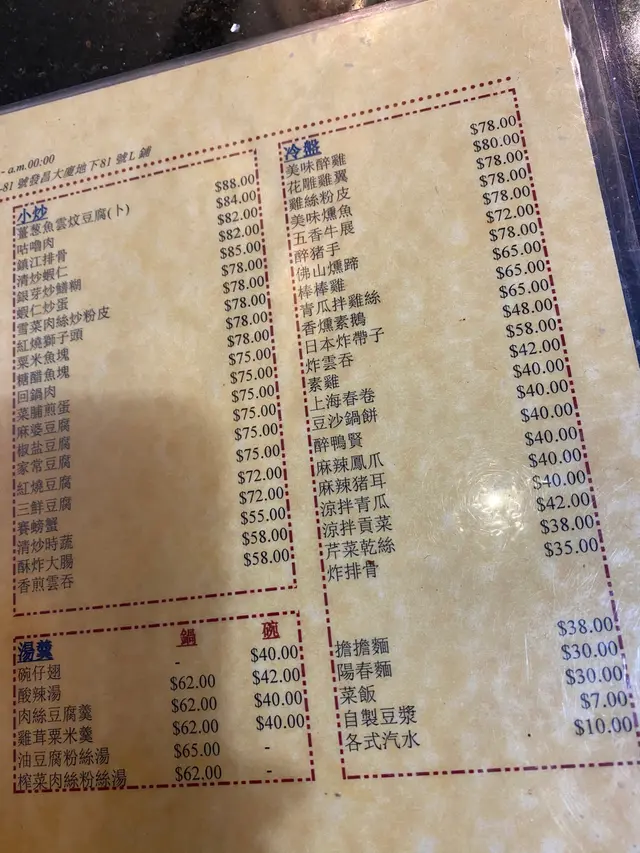 - a.m.00:00
-81 號發昌大廈地下81 號L 鋪
小炒
薑葱魚雲炆豆腐(卜) $88.00
咕嚕肉 $84.00
鎮江排骨 $82.00
清炒蝦仁 $82.00
銀芽炒鱔糊 $85.00
蝦仁炒蛋 $78.00
雪菜肉絲炒粉皮 $78.00
紅燒獅子頭 $78.00
粟米魚塊 $78.00
糖醋魚塊 $78.00
回鍋肉 $75.00
菜脯煎蛋 $75.00
麻婆豆腐 $75.00
椒鹽豆腐 $75.00
家常豆腐 $75.00
紅燒豆腐 $75.00
三鮮豆腐 $72.00
賽螃蟹 $72.00
清炒時蔬 $55.00
酥炸大腸 $58.00
香煎雲吞 $58.00
湯羹 鍋 碗
碗仔翅 - $40.00
酸辣湯 $62.00 $42.00
肉絲豆腐羹 $62.00 $40.00
雞茸粟米羹 $62.00 $40.00
油豆腐粉絲湯 $65.00 -
榨菜肉絲粉絲湯 $62.00 -
冷盤
美味醉雞 $78.00
花雕雞翼 $80.00
雞絲粉皮 $78.00
美味燻魚 $78.00
五香牛展 $78.00
醉豬手 $72.00
佛山燻蹄 $78.00
棒棒雞 $65.00
青瓜拌雞絲 $65.00
香燻素鵝 $65.00
日本炸帶子 $48.00
炸雲吞 $58.00
素雞 $42.00
上海春卷 $40.00
豆沙鍋餅 $40.00
醉鴨賢 $40.00
麻辣鳳爪 $40.00
麻辣豬耳 $40.00
涼拌青瓜 $40.00
涼拌貢菜 $42.00
芹菜乾絲 $38.00
炸排骨 $35.00
擔擔麵 $38.00
陽春麵 $30.00
菜飯 $30.00
自製豆漿 $7.00
各式汽水 $10.00